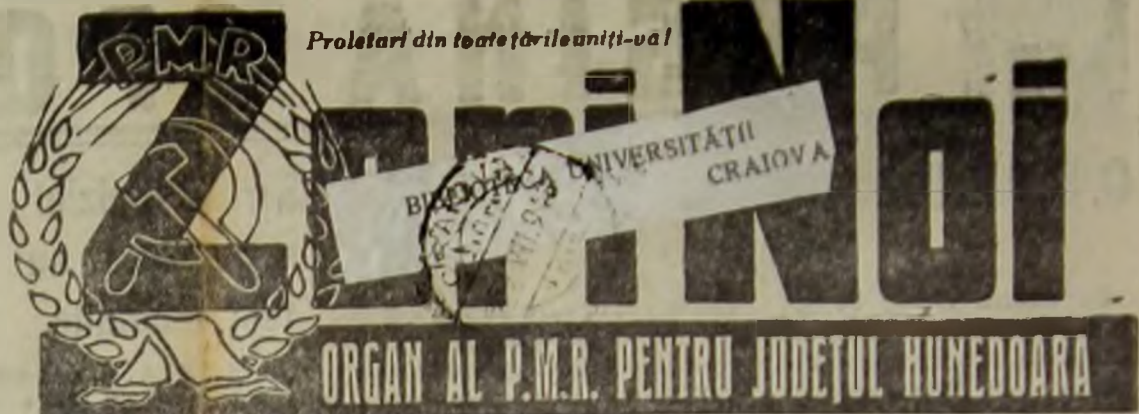 Proletari din toate țările uniți-vă!
PMR
Zori Noi
BIBLIOTECA UNIVERSITĂȚII
CRAIOVA
ORGAN AL P.M.R. PENTRU JUDEȚUL HUNEDOARA